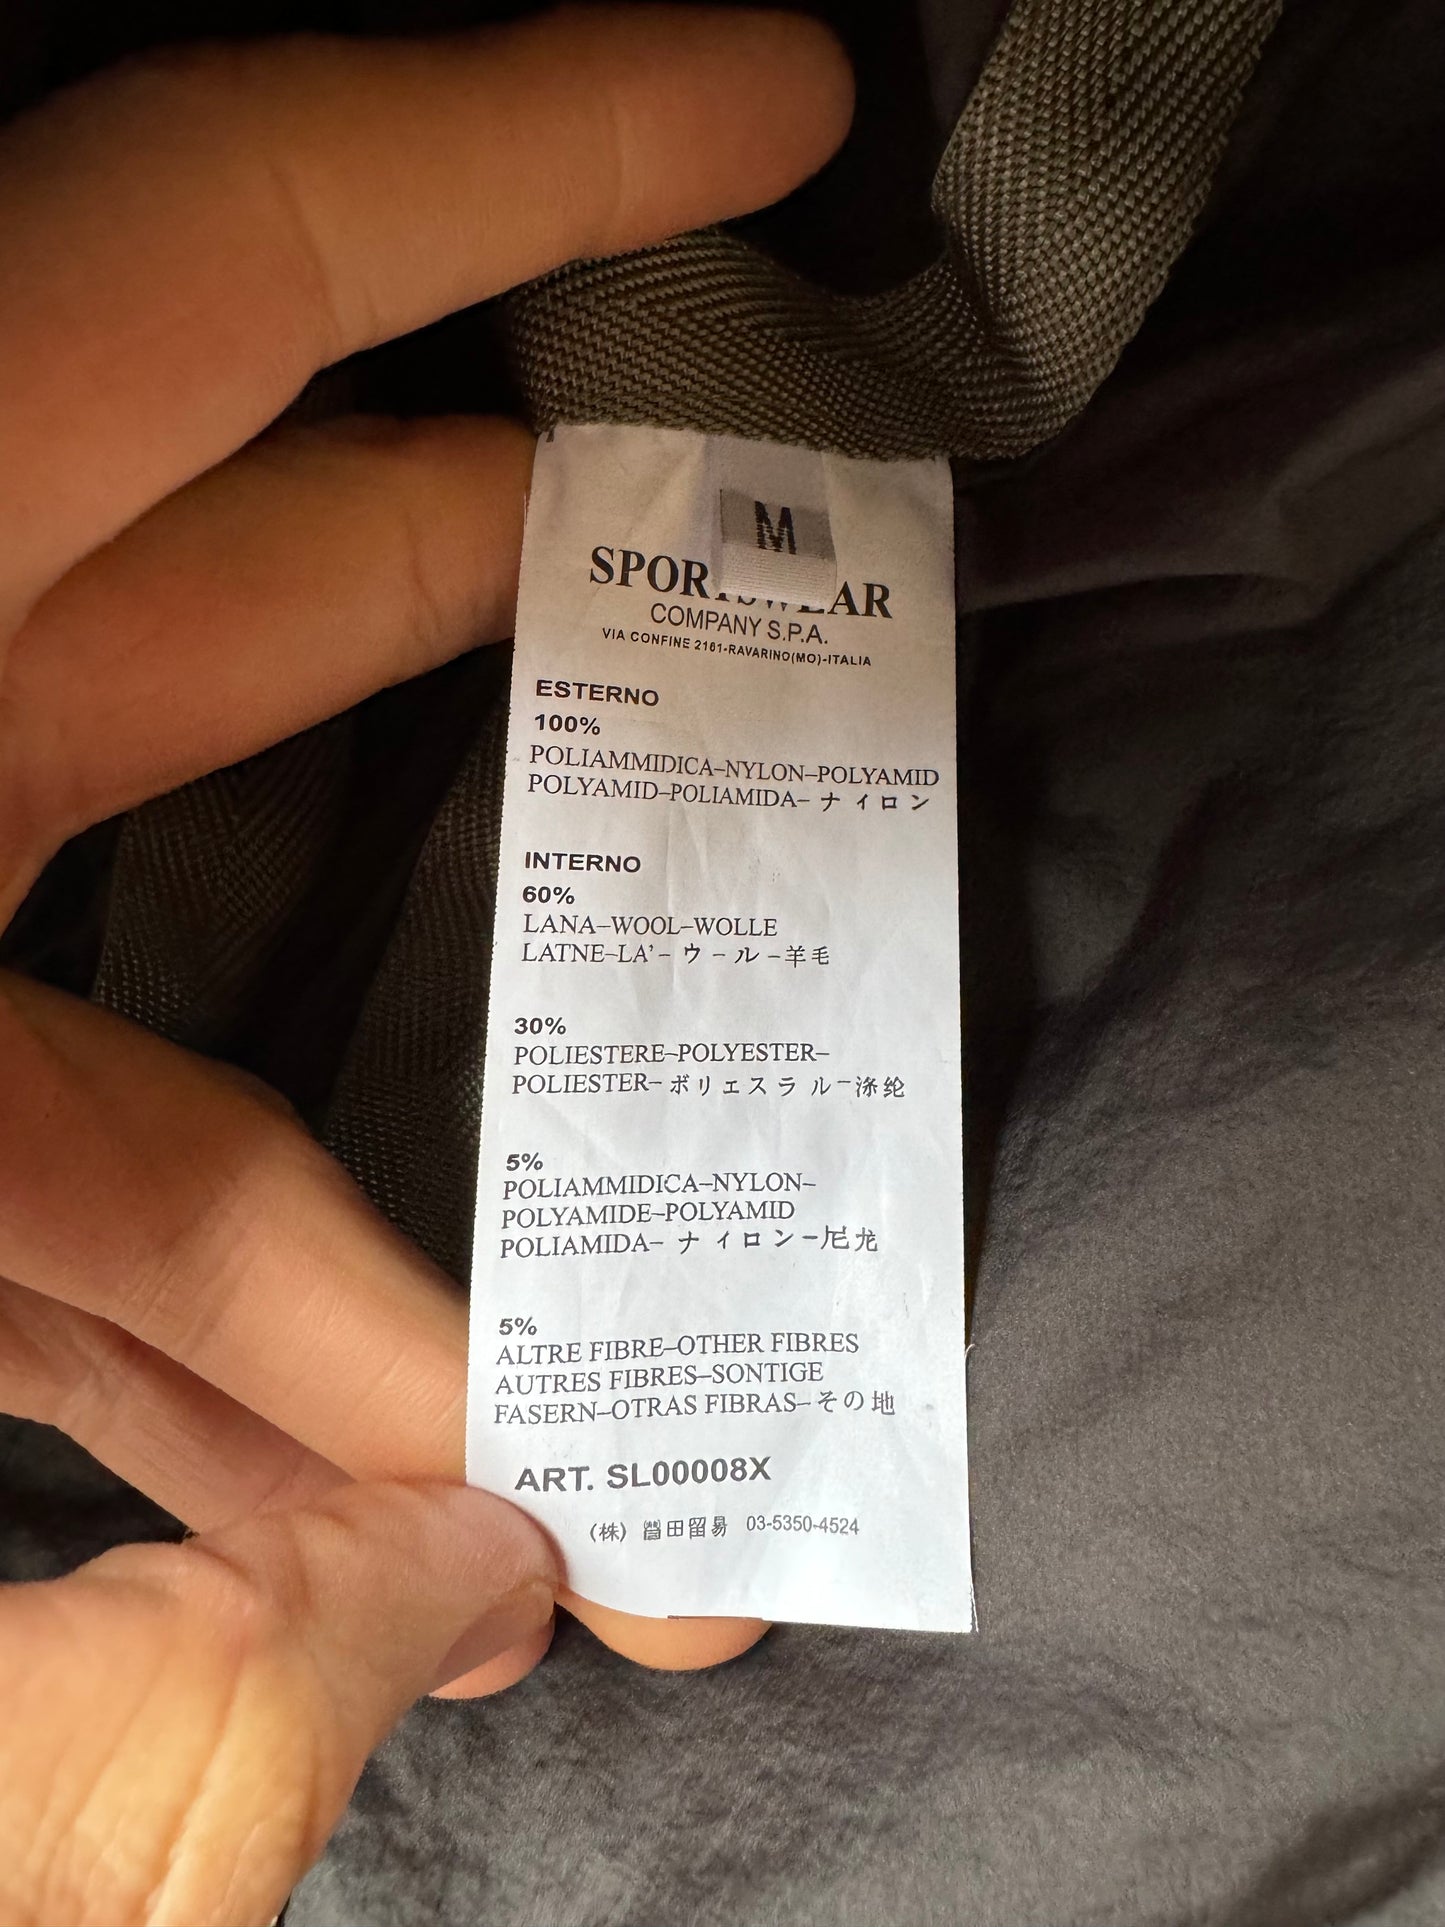 M
SPORTSWEAR
COMPANY S.P.A.
VIA CONFINE 2161-RAVARINO(MO)-ITALIA
ESTERNO
100%
POLIAMMIDICA–NYLON–POLYAMID
POLYAMID–POLIAMIDA– ナイロン
INTERNO
60%
LANA–WOOL–WOLLE
LATNE–LA’– ウ–ル–羊毛
30%
POLIESTERE–POLYESTER–
POLIESTER– ボリエスラル–涤纶
5%
POLIAMMIDICA–NYLON–
POLYAMIDE–POLYAMID
POLIAMIDA– ナイロン–尼龙
5%
ALTRE FIBRE–OTHER FIBRES
AUTRES FIBRES–SONTIGE
FASERN–OTRAS FIBRAS–その地
ART. SL00008X
(株) 田留易 03-5350-4524